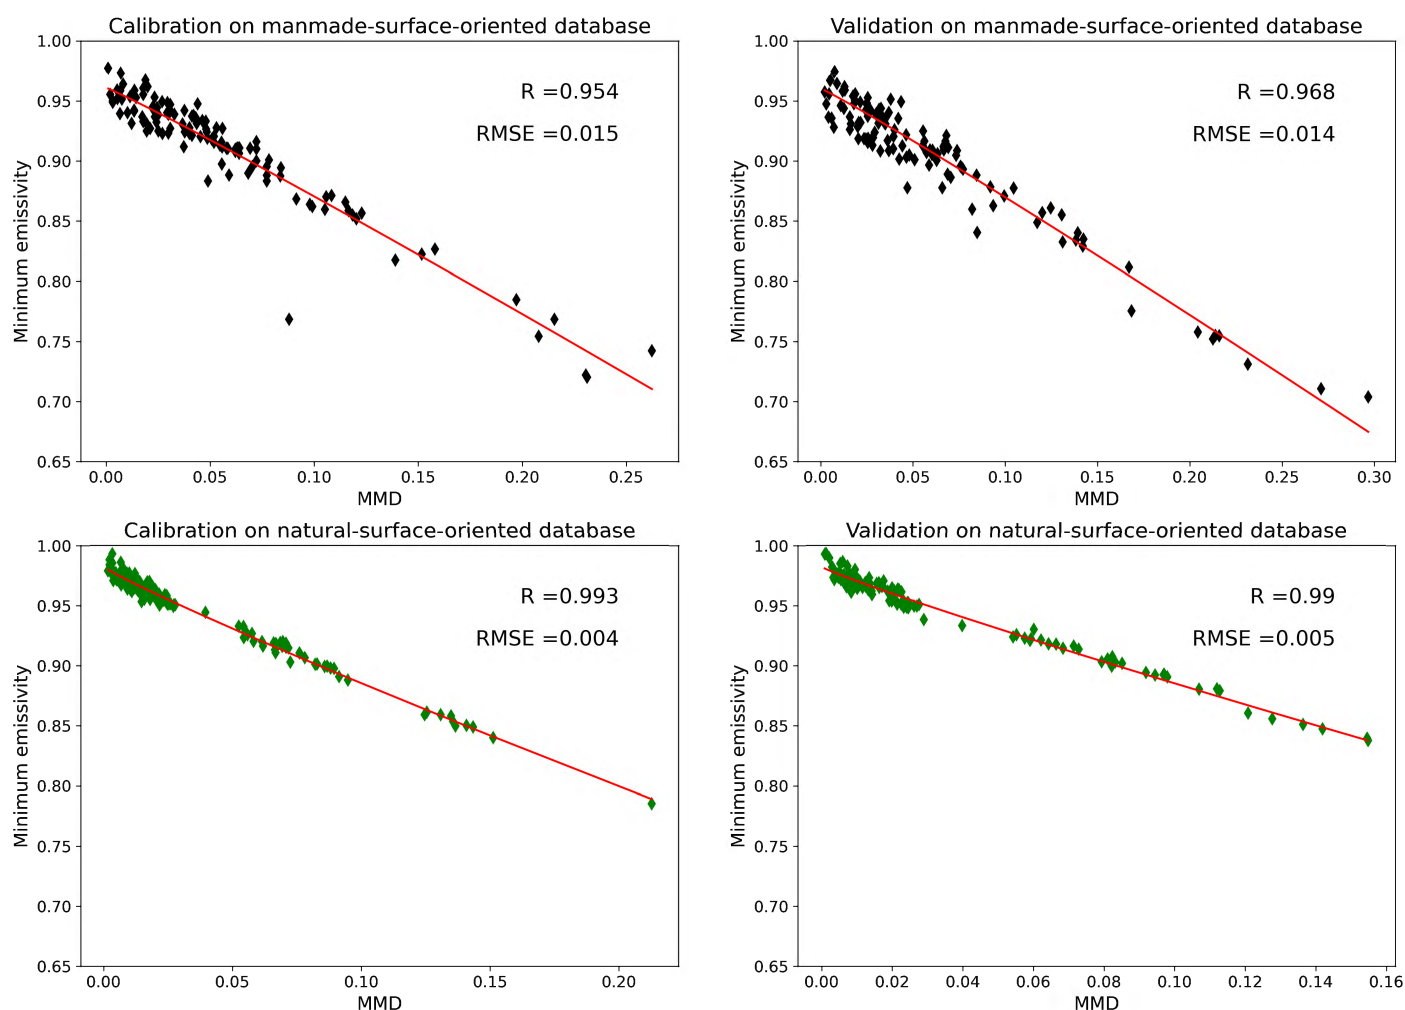 Calibration on manmade-surface-oriented database
1.00
0.95
0.90
0.85
0.80
0.75
0.70
0.65
Minimum emissivity
R =0.954
RMSE =0.015
0.00 0.05 0.10 0.15 0.20 0.25
MMD
Validation on manmade-surface-oriented database
1.00
0.95
0.90
0.85
0.80
0.75
0.70
0.65
Minimum emissivity
R =0.968
RMSE =0.014
0.00 0.05 0.10 0.15 0.20 0.25 0.30
MMD
Calibration on natural-surface-oriented database
1.00
0.95
0.90
0.85
0.80
0.75
0.70
0.65
Minimum emissivity
R =0.993
RMSE =0.004
0.00 0.05 0.10 0.15 0.20
MMD
Validation on natural-surface-oriented database
1.00
0.95
0.90
0.85
0.80
0.75
0.70
0.65
Minimum emissivity
R =0.99
RMSE =0.005
0.00 0.02 0.04 0.06 0.08 0.10 0.12 0.14 0.16
MMD